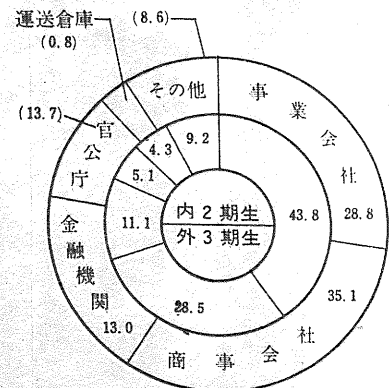 運送倉庫
(0.8)
(8.6)
(13.7)
その他
事業会社
28.8
官公庁
4.3
9.2
5.1
11.1
内2期生
外3期生
43.8
金融機関
13.0
28.5
35.1
商事会社